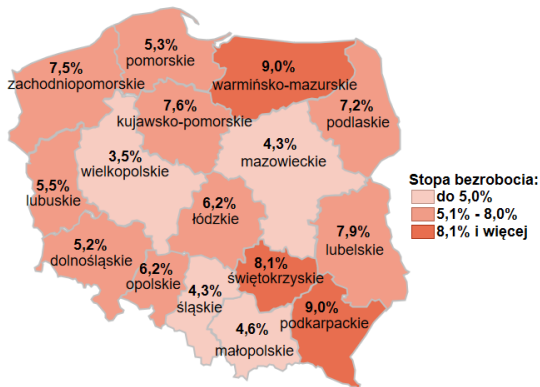 5,3%
pomorskie
7,5%
zachodniopomorskie
9,0%
warmińsko-mazurskie
7,6%
kujawsko-pomorskie
7,2%
podlaskie
4,3%
mazowieckie
3,5%
wielkopolskie
5,5%
lubuskie
6,2%
łódzkie
7,9%
lubelskie
5,2%
dolnośląskie
6,2%
opolskie
4,3%
śląskie
8,1%
świętokrzyskie
4,6%
małopolskie
9,0%
podkarpackie
Stopa bezrobocia:
do 5,0%
5,1% - 8,0%
8,1% i więcej